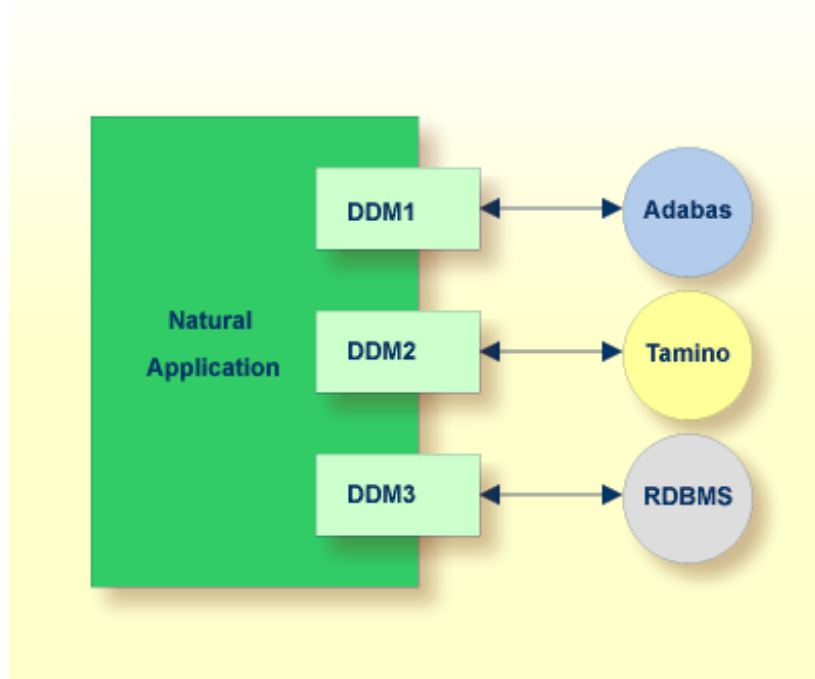 DDM1
Adabas
Natural
Application
DDM2
Tamino
DDM3
RDBMS